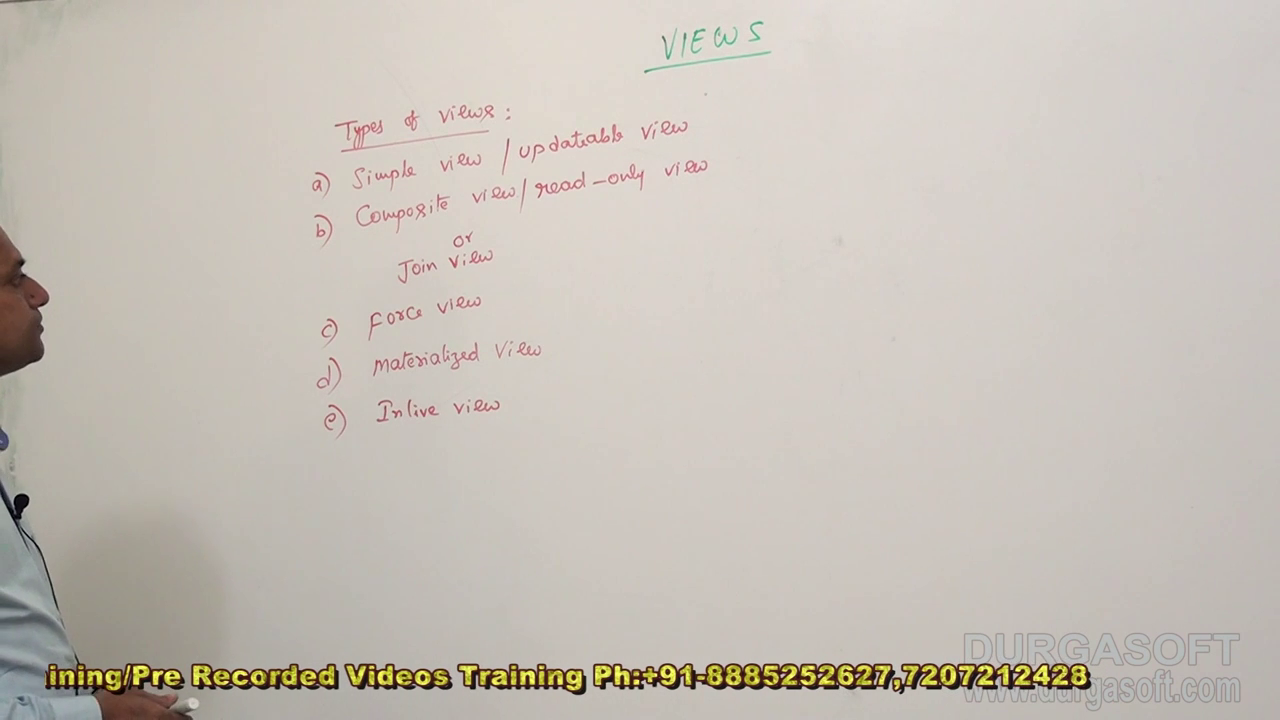 VIEWS
Types of views:
a) Simple view / updateable view
b) Composite view / read-only view
or
Join view
c) Force view
d) Materialized view
e) Inlive view
ining/Pre Recorded Videos Training Ph:+91-8885252627,7207212428
DURGASOFT
www.durgasoft.com